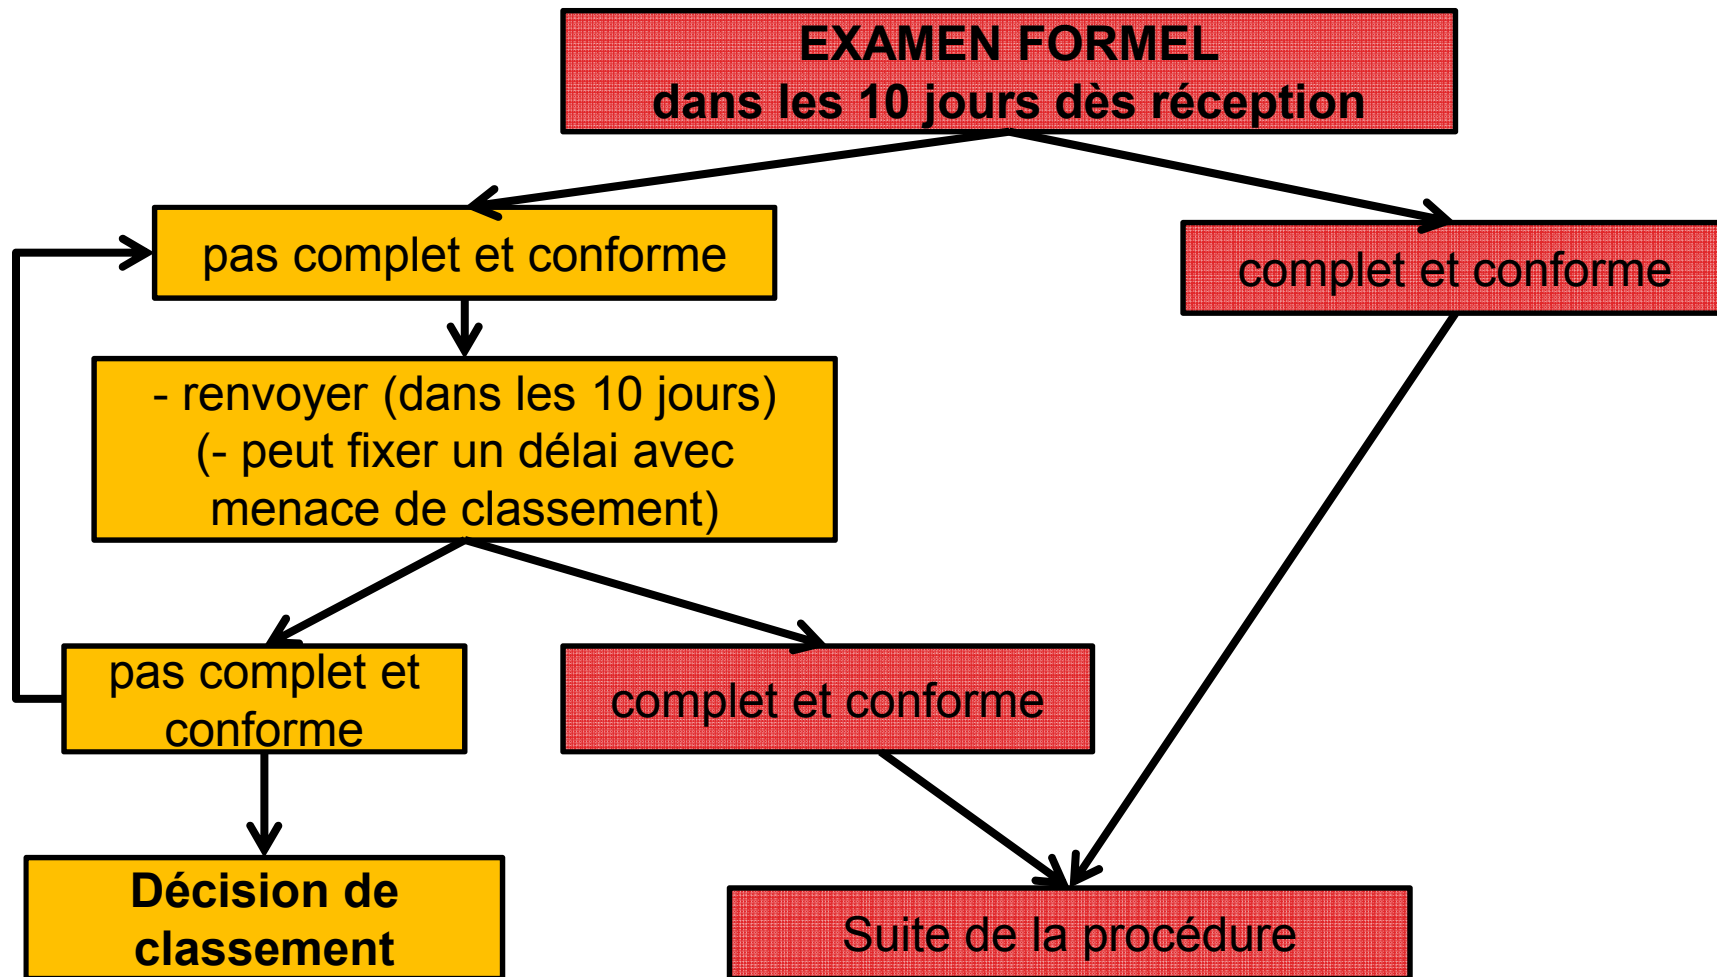 EXAMEN FORMEL
dans les 10 jours dès réception
pas complet et conforme
complet et conforme
- renvoyer (dans les 10 jours)
(- peut fixer un délai avec
menace de classement)
pas complet et
conforme
complet et conforme
Décision de
classement
Suite de la procédure